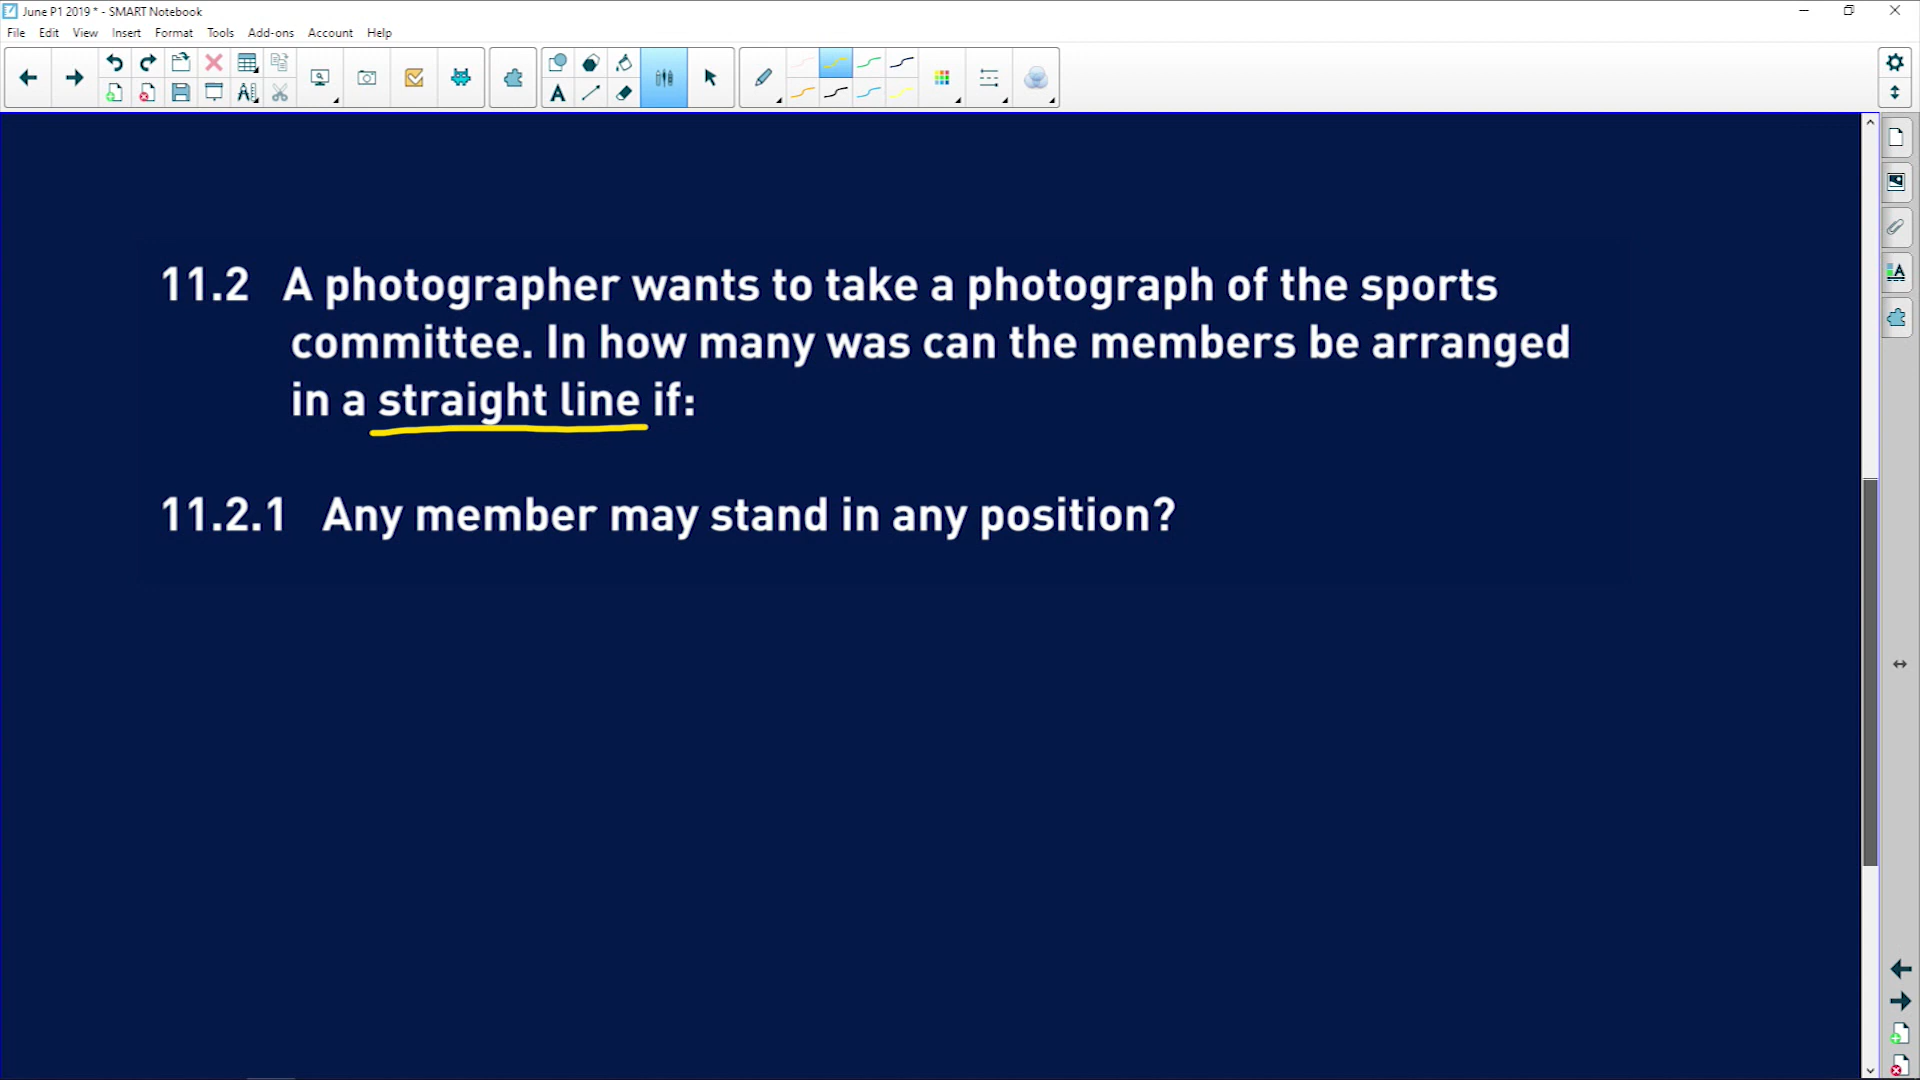 June P1 2019 * - SMART Notebook
File Edit View Insert Format Tools Add-ons Account Help
11.2 A photographer wants to take a photograph of the sports
committee. In how many was can the members be arranged
in a straight line if:
11.2.1 Any member may stand in any position?